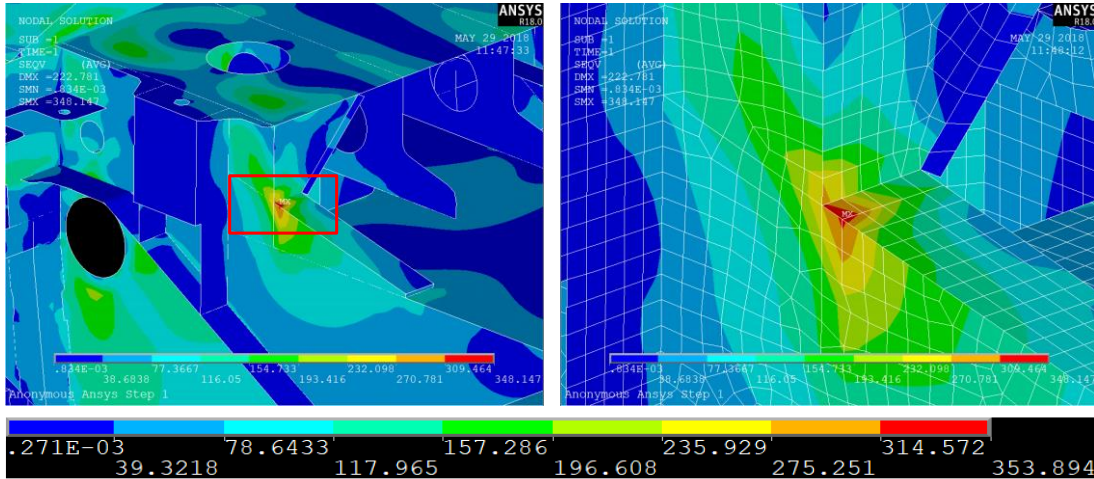 ANSYS
R18.0
NODAL SOLUTION
MAY 29 2018
11:47:33
SUB =1
TIME=1
SEQV (AVG)
DMX =222.781
SMN =.834E-03
SMX =348.147
MX
.834E-03 77.3667 154.733 232.098 309.464
38.6838 116.05 193.416 270.781 348.147
Anonymous Ansys Step 1
ANSYS
R18.0
NODAL SOLUTION
MAY 29 2018
11:48:12
SUB =1
TIME=1
SEQV (AVG)
DMX =222.781
SMN =.834E-03
SMX =348.147
MX
.834E-03 77.3667 154.733 232.098 309.464
38.6838 116.05 193.416 270.781 348.147
Anonymous Ansys Step 1
.271E-03 78.6433 157.286 235.929 314.572
39.3218 117.965 196.608 275.251 353.894